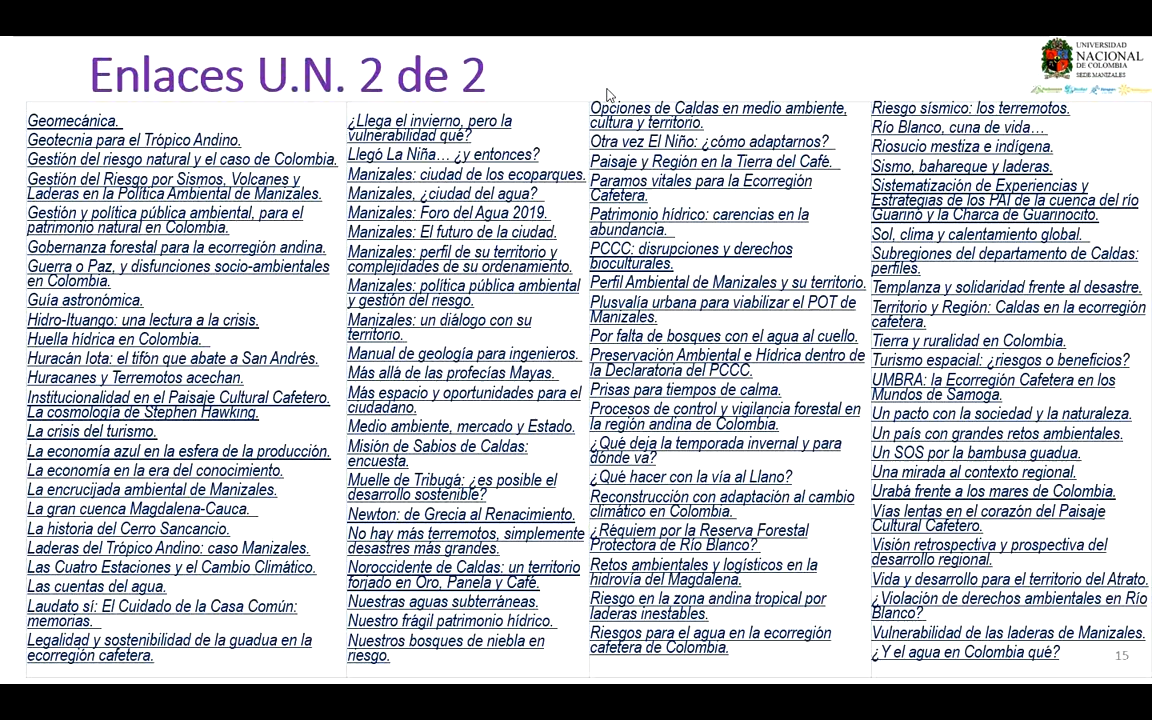 Enlaces U.N. 2 de 2
UNIVERSIDAD
NACIONAL
DE COLOMBIA
SEDE MANIZALES
Geomecánica.
Geotecnia para el Trópico Andino.
Gestión del riesgo natural y el caso de Colombia.
Gestión del Riesgo por Sismos, Volcanes y
Laderas en la Política Ambiental de Manizales.
Gestión y política pública ambiental, para el
patrimonio natural en Colombia.
Gobernanza forestal para la ecorregión andina.
Guerra o Paz, y disfunciones socio-ambientales
en Colombia.
Guía astronómica.
Hidro-Ituango: una lectura a la crisis.
Huella hídrica en Colombia.
Huracán Iota: el tifón que abate a San Andrés.
Huracanes y Terremotos acechan.
Institucionalidad en el Paisaje Cultural Cafetero.
La cosmología de Stephen Hawking.
La crisis del turismo.
La economía azul en la esfera de la producción.
La economía en la era del conocimiento.
La encrucijada ambiental de Manizales.
La gran cuenca Magdalena-Cauca.
La historia del Cerro Sancancio.
Laderas del Trópico Andino: caso Manizales.
Las Cuatro Estaciones y el Cambio Climático.
Las cuentas del agua.
Laudato sí: El Cuidado de la Casa Común:
memorias.
Legalidad y sostenibilidad de la guadua en la
ecorregión cafetera.
¿Llega el invierno, pero la
vulnerabilidad qué?
Llegó La Niña… ¿y entonces?
Manizales: ciudad de los ecoparques.
Manizales, ¿ciudad del agua?
Manizales: Foro del Agua 2019.
Manizales: El futuro de la ciudad.
Manizales: perfil de su territorio y
complejidades de su ordenamiento.
Manizales: política pública ambiental
y gestión del riesgo.
Manizales: un diálogo con su
territorio.
Manual de geología para ingenieros.
Más allá de las profecías Mayas.
Más espacio y oportunidades para el
ciudadano.
Medio ambiente, mercado y Estado.
Misión de Sabios de Caldas:
encuesta.
Muelle de Tribugá: ¿es posible el
desarrollo sostenible?
Newton: de Grecia al Renacimiento.
No hay más terremotos, simplemente
desastres más grandes.
Noroccidente de Caldas: un territorio
forjado en Oro, Panela y Café.
Nuestras aguas subterráneas.
Nuestro frágil patrimonio hídrico.
Nuestros bosques de niebla en
riesgo.
Opciones de Caldas en medio ambiente,
cultura y territorio.
Otra vez El Niño: ¿cómo adaptarnos?
Paisaje y Región en la Tierra del Café.
Paramos vitales para la Ecorregión
Cafetera.
Patrimonio hídrico: carencias en la
abundancia.
PCCC: disrupciones y derechos
bioculturales.
Perfil Ambiental de Manizales y su territorio.
Plusvalía urbana para viabilizar el POT de
Manizales.
Por falta de bosques con el agua al cuello.
Preservación Ambiental e Hídrica dentro de
la Declaratoria del PCCC.
Prisas para tiempos de calma.
Procesos de control y vigilancia forestal en
la región andina de Colombia.
¿Qué deja la temporada invernal y para
dónde va?
¿Qué hacer con la vía al Llano?
Reconstrucción con adaptación al cambio
climático en Colombia.
¿Réquiem por la Reserva Forestal
Protectora de Río Blanco?
Retos ambientales y logísticos en la
hidrovía del Magdalena.
Riesgo en la zona andina tropical por
laderas inestables.
Riesgos para el agua en la ecorregión
cafetera de Colombia.
Riesgo sísmico: los terremotos.
Río Blanco, cuna de vida…
Riosucio mestiza e indígena.
Sismo, bahareque y laderas.
Sistematización de Experiencias y
Estrategias de los PAI de la cuenca del río
Guarinó y la Charca de Guarinocito.
Sol, clima y calentamiento global.
Subregiones del departamento de Caldas:
perfiles.
Templanza y solidaridad frente al desastre.
Territorio y Región: Caldas en la ecorregión
cafetera.
Tierra y ruralidad en Colombia.
Turismo espacial: ¿riesgos o beneficios?
UMBRA: la Ecorregión Cafetera en los
Mundos de Samoga.
Un pacto con la sociedad y la naturaleza.
Un país con grandes retos ambientales.
Un SOS por la bambusa guadua.
Una mirada al contexto regional.
Urabá frente a los mares de Colombia.
Vías lentas en el corazón del Paisaje
Cultural Cafetero.
Visión retrospectiva y prospectiva del
desarrollo regional.
Vida y desarrollo para el territorio del Atrato.
¿Violación de derechos ambientales en Río
Blanco?
Vulnerabilidad de las laderas de Manizales.
¿Y el agua en Colombia qué?
15